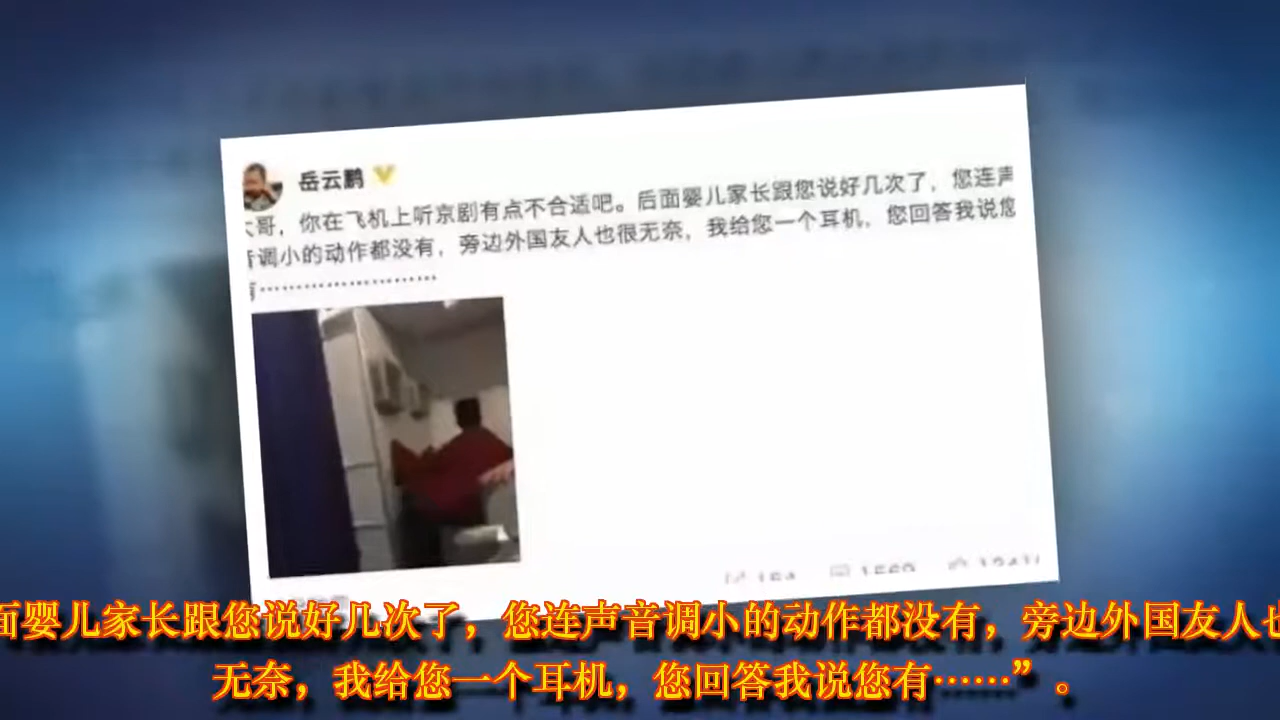 岳云鹏
大哥，你在飞机上听京剧有点不合适吧。后面婴儿家长跟您说好几次了，您连声
音调小的动作都没有，旁边外国友人也很无奈，我给您一个耳机，您回答我说您
有……………………
面婴儿家长跟您说好几次了，您连声音调小的动作都没有，旁边外国友人也
无奈，我给您一个耳机，您回答我说您有……”。